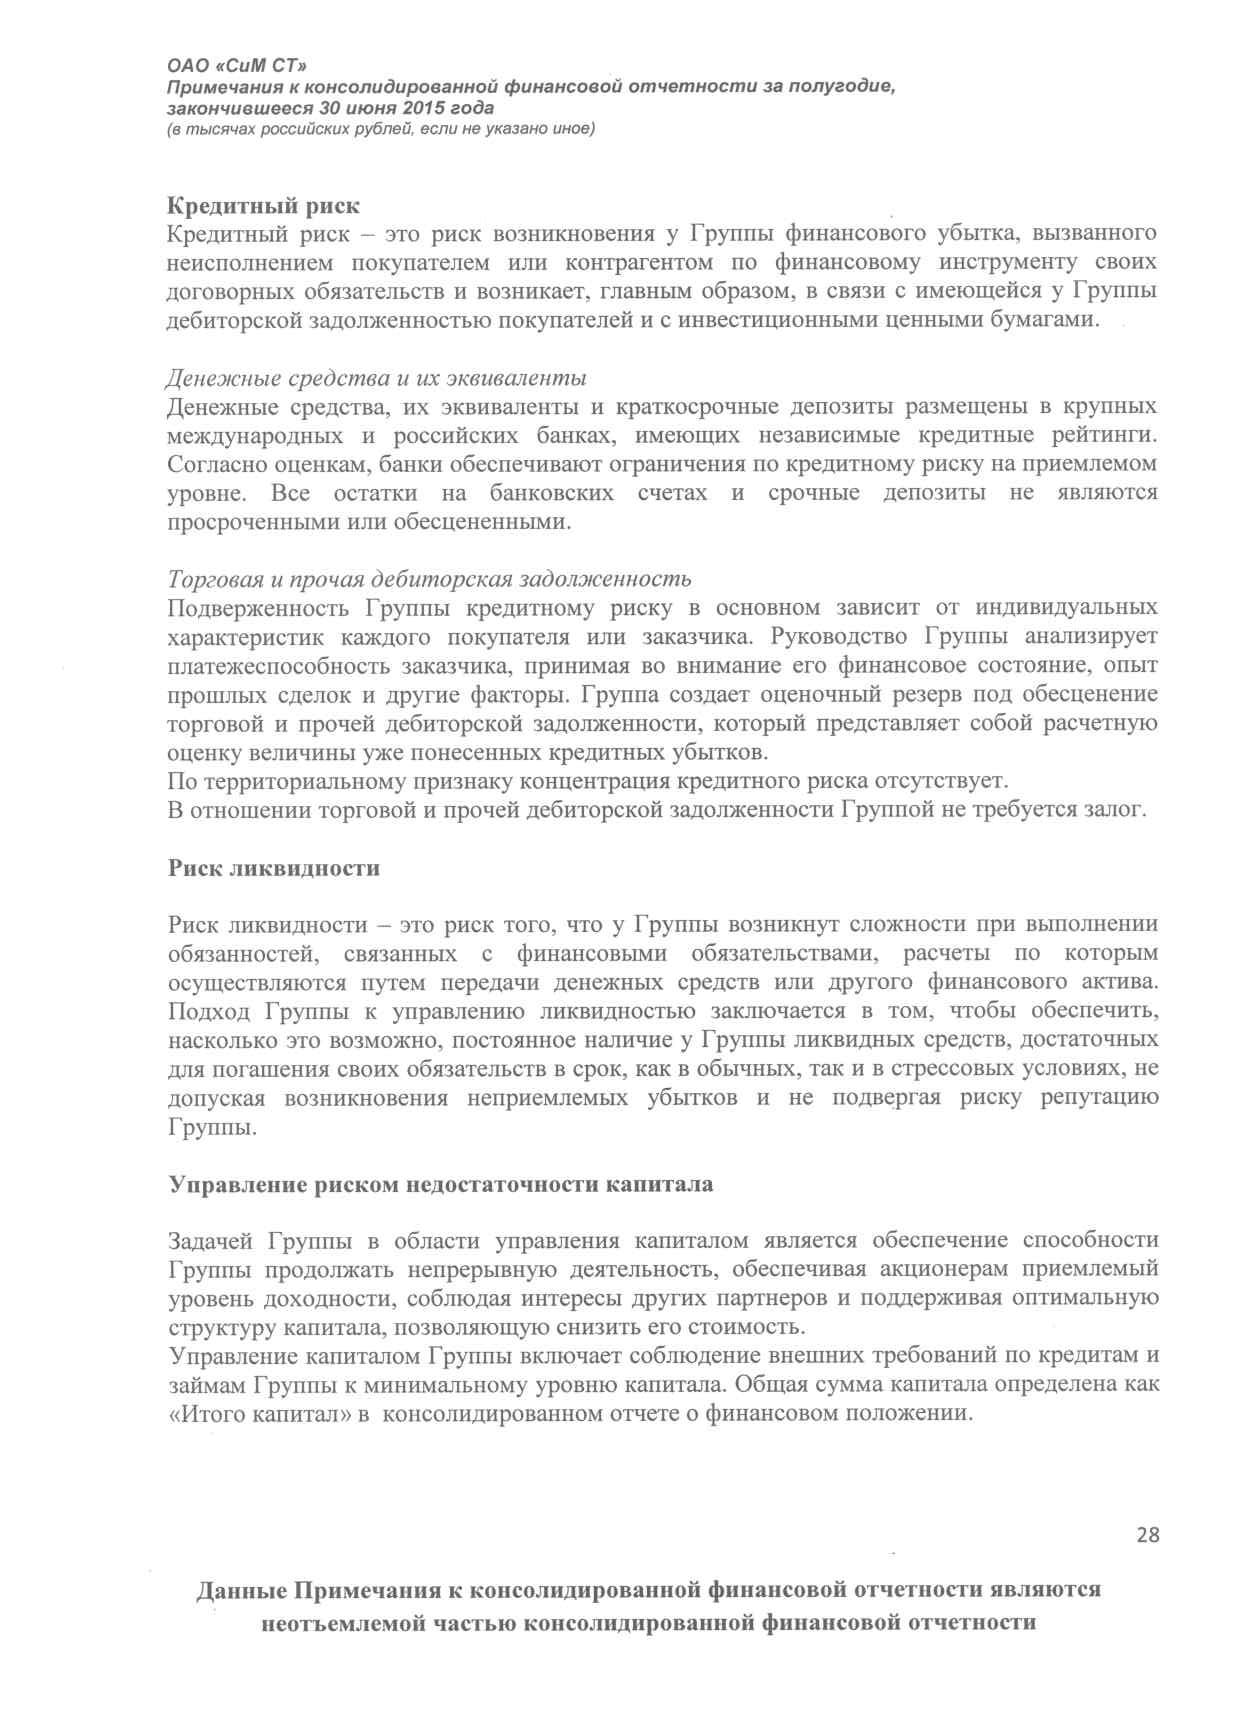 ОАО «СиМ СТ»
Примечания к консолидированной финансовой отчетности за полугодие,
закончившееся 30 июня 2015 года
(в тысячах российских рублей, если не указано иное)
Кредитный риск
Кредитный риск – это риск возникновения у Группы финансового убытка, вызванного
неисполнением покупателем или контрагентом по финансовому инструменту своих
договорных обязательств и возникает, главным образом, в связи с имеющейся у Группы
дебиторской задолженностью покупателей и с инвестиционными ценными бумагами.
Денежные средства и их эквиваленты
Денежные средства, их эквиваленты и краткосрочные депозиты размещены в крупных
международных и российских банках, имеющих независимые кредитные рейтинги.
Согласно оценкам, банки обеспечивают ограничения по кредитному риску на приемлемом
уровне. Все остатки на банковских счетах и срочные депозиты не являются
просроченными или обесцененными.
Торговая и прочая дебиторская задолженность
Подверженность Группы кредитному риску в основном зависит от индивидуальных
характеристик каждого покупателя или заказчика. Руководство Группы анализирует
платежеспособность заказчика, принимая во внимание его финансовое состояние, опыт
прошлых сделок и другие факторы. Группа создает оценочный резерв под обесценение
торговой и прочей дебиторской задолженности, который представляет собой расчетную
оценку величины уже понесенных кредитных убытков.
По территориальному признаку концентрация кредитного риска отсутствует.
В отношении торговой и прочей дебиторской задолженности Группой не требуется залог.
Риск ликвидности
Риск ликвидности – это риск того, что у Группы возникнут сложности при выполнении
обязанностей, связанных с финансовыми обязательствами, расчеты по которым
осуществляются путем передачи денежных средств или другого финансового актива.
Подход Группы к управлению ликвидностью заключается в том, чтобы обеспечить,
насколько это возможно, постоянное наличие у Группы ликвидных средств, достаточных
для погашения своих обязательств в срок, как в обычных, так и в стрессовых условиях, не
допуская возникновения неприемлемых убытков и не подвергая риску репутацию
Группы.
Управление риском недостаточности капитала
Задачей Группы в области управления капиталом является обеспечение способности
Группы продолжать непрерывную деятельность, обеспечивая акционерам приемлемый
уровень доходности, соблюдая интересы других партнеров и поддерживая оптимальную
структуру капитала, позволяющую снизить его стоимость.
Управление капиталом Группы включает соблюдение внешних требований по кредитам и
займам Группы к минимальному уровню капитала. Общая сумма капитала определена как
«Итого капитал» в консолидированном отчете о финансовом положении.
28
Данные Примечания к консолидированной финансовой отчетности являются
неотъемлемой частью консолидированной финансовой отчетности